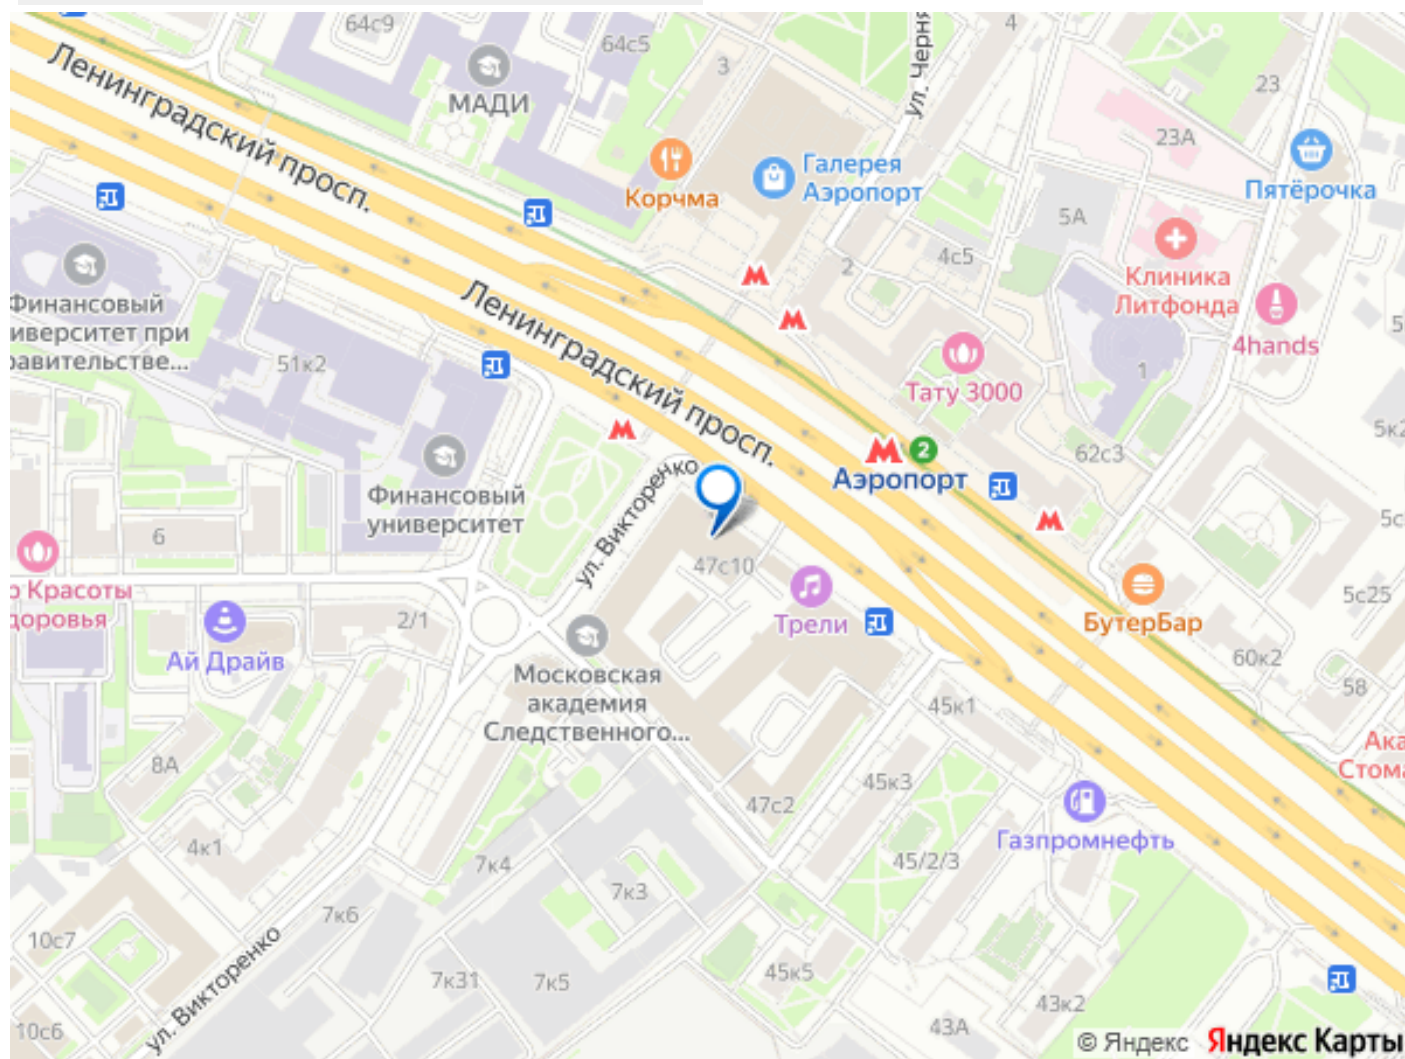 64с9
64с5
3
4
ул. Черня
Ленинградский просп.
МАДИ
23
23А
Корчма
Галерея
Аэропорт
Пятёрочка
5А
4с5
2
Клиника
Литфонда
Финансовый
иверситет при
равительстве...
51к2
Ленинградский просп.
4hands
5
Тату 3000
1
5к2
62с3
2
Аэропорт
Финансовый
университет
ул. Викторенко
6
47с10
5с
о Красоты
доровья
2/1
Ай Драйв
Трели
БутерБар
5с25
60к2
58
Московская
академия
Следственного...
45к1
Ака
Стома
8А
45к3
47с2
Газпромнефть
4к1
7к4
45/2/3
7к3
7к6
10с7
ул. Викторенко
7к31
7к5
45к5
43к2
10с6
43А
© Яндекс Яндекс Карты